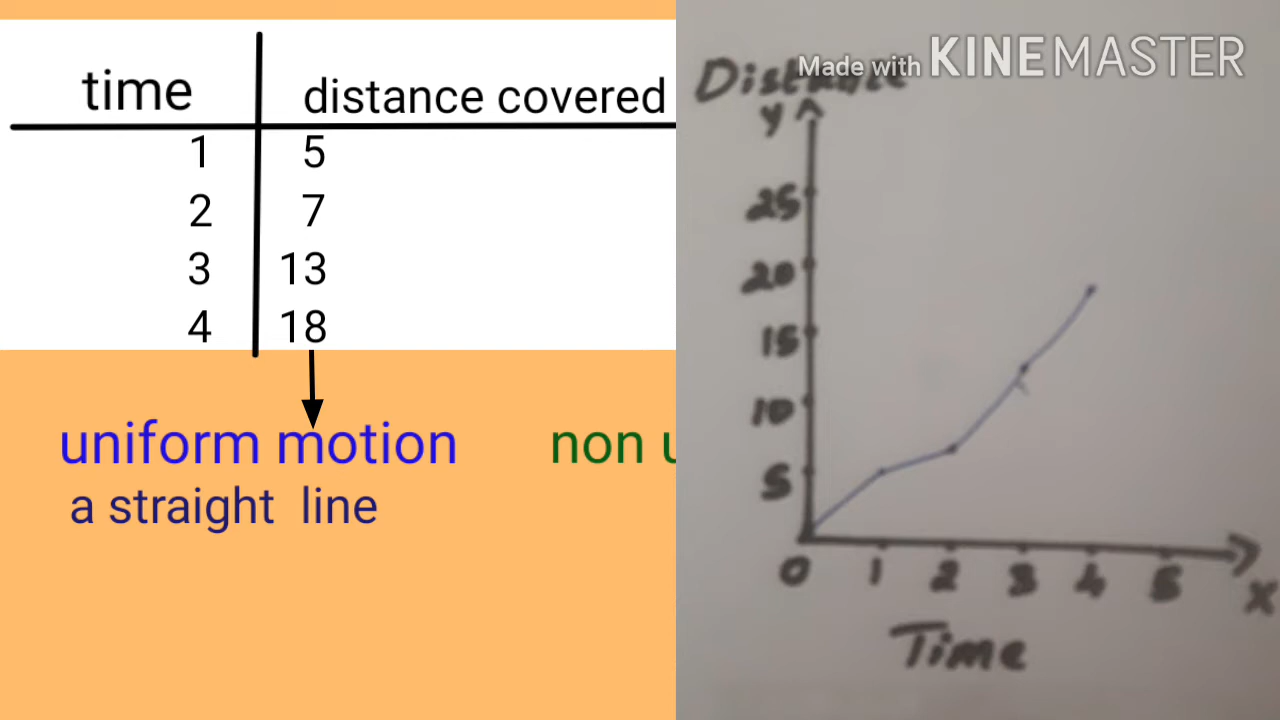 time distance covered
1 5
2 7
3 13
4 18
uniform motion non u
a straight line
Made with KINEMASTER
Distance
Y
25
20
15
10
5
0 1 2 3 4 5
X
Time